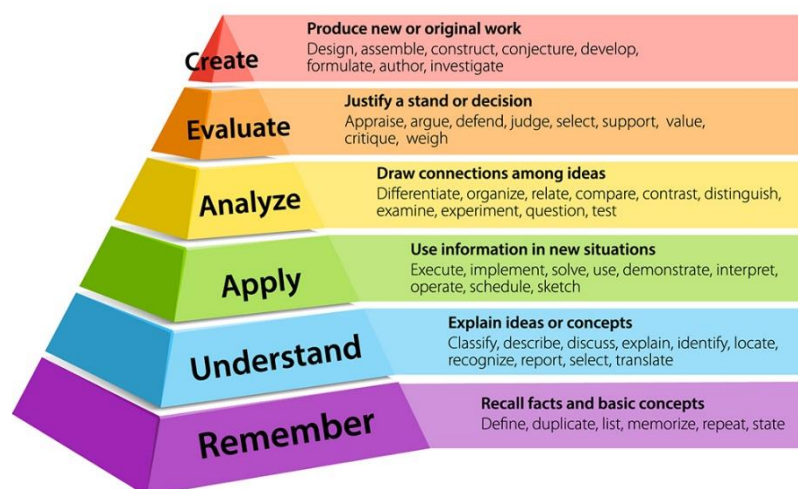 Create
Produce new or original work
Design, assemble, construct, conjecture, develop,
formulate, author, investigate
Evaluate
Justify a stand or decision
Appraise, argue, defend, judge, select, support, value,
critique, weigh
Analyze
Draw connections among ideas
Differentiate, organize, relate, compare, contrast, distinguish,
examine, experiment, question, test
Apply
Use information in new situations
Execute, implement, solve, use, demonstrate, interpret,
operate, schedule, sketch
Understand
Explain ideas or concepts
Classify, describe, discuss, explain, identify, locate,
recognize, report, select, translate
Remember
Recall facts and basic concepts
Define, duplicate, list, memorize, repeat, state